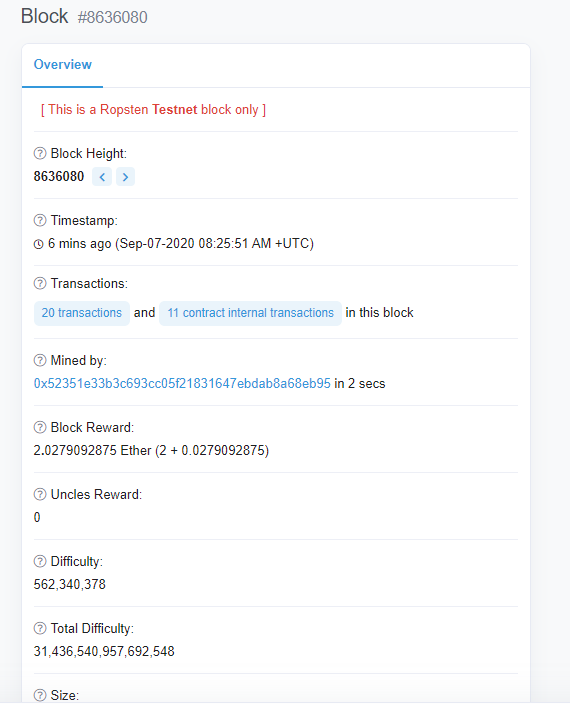 Block #8636080
Overview
[ This is a Ropsten Testnet block only ]
Block Height:
8636080
Timestamp:
6 mins ago (Sep-07-2020 08:25:51 AM +UTC)
Transactions:
20 transactions and 11 contract internal transactions in this block
Mined by:
0x52351e33b3c693cc05f21831647ebdab8a68eb95 in 2 secs
Block Reward:
2.0279092875 Ether (2 + 0.0279092875)
Uncles Reward:
0
Difficulty:
562,340,378
Total Difficulty:
31,436,540,957,692,548
Size: